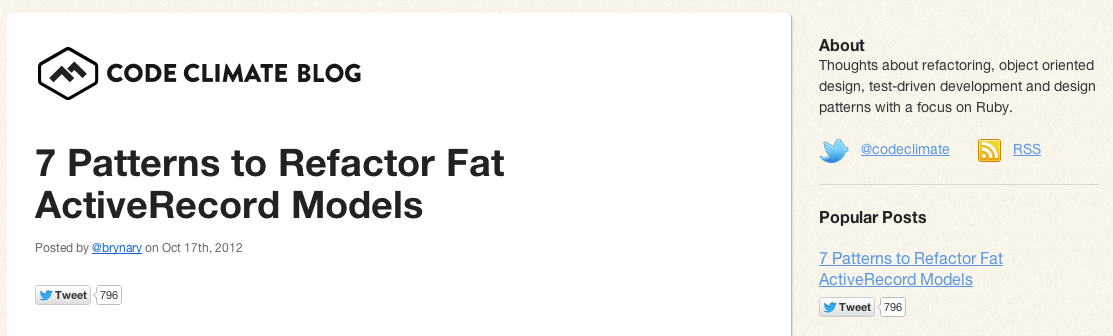 CODE CLIMATE BLOG
7 Patterns to Refactor Fat
ActiveRecord Models
Posted by @brynary on Oct 17th, 2012
Tweet 796
About
Thoughts about refactoring, object oriented
design, test-driven development and design
patterns with a focus on Ruby.
@codeclimate RSS
Popular Posts
7 Patterns to Refactor Fat
ActiveRecord Models
Tweet 796